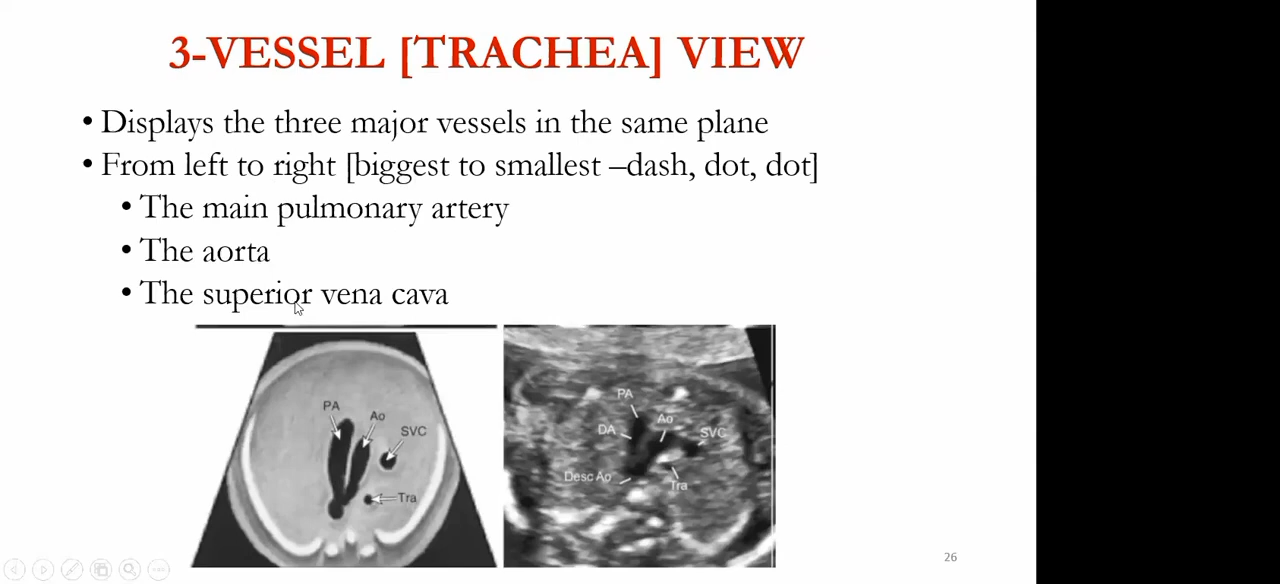 3-VESSEL [TRACHEA] VIEW
• Displays the three major vessels in the same plane
• From left to right [biggest to smallest –dash, dot, dot]
• The main pulmonary artery
• The aorta
• The superior vena cava
PA
Ao
SVC
Tra
PA
Ao
DA
SVC
Desc Ao
Tra
26